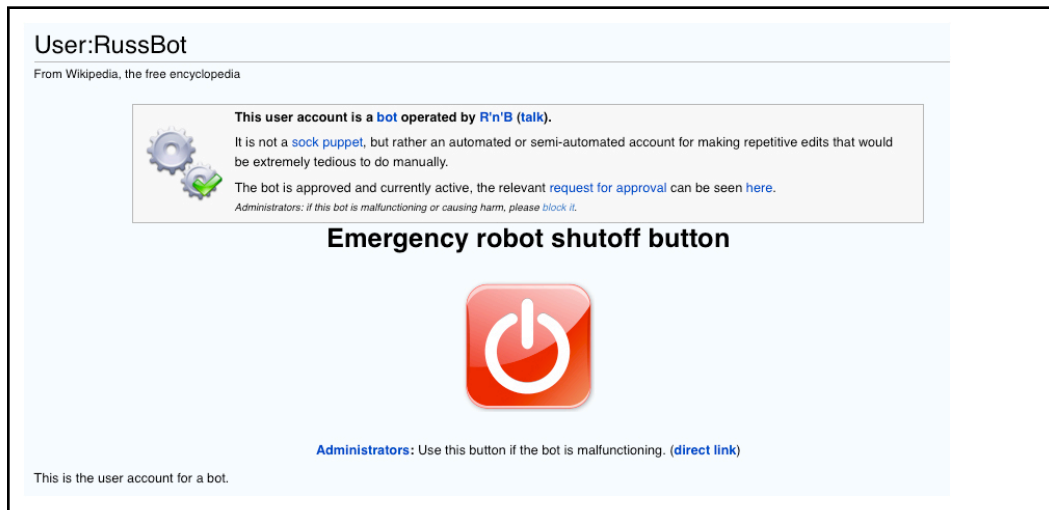 User:RussBot
From Wikipedia, the free encyclopedia
This user account is a bot operated by R'n'B (talk).
It is not a sock puppet, but rather an automated or semi-automated account for making repetitive edits that would
be extremely tedious to do manually.
The bot is approved and currently active, the relevant request for approval can be seen here.
Administrators: if this bot is malfunctioning or causing harm, please block it.
Emergency robot shutoff button
Administrators: Use this button if the bot is malfunctioning. (direct link)
This is the user account for a bot.